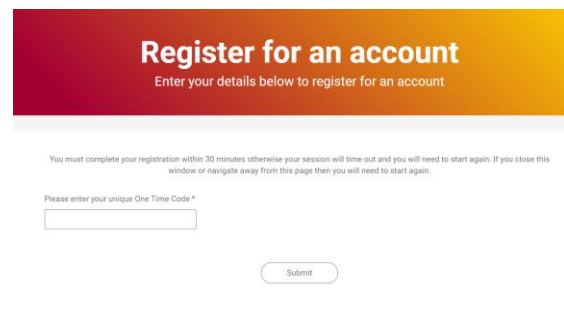 Register for an account
Enter your details below to register for an account
You must complete your registration within 30 minutes otherwise your session will time out and you will need to start again. If you close this
window or navigate away from this page then you will need to start again.
Please enter your unique One Time Code *
Submit